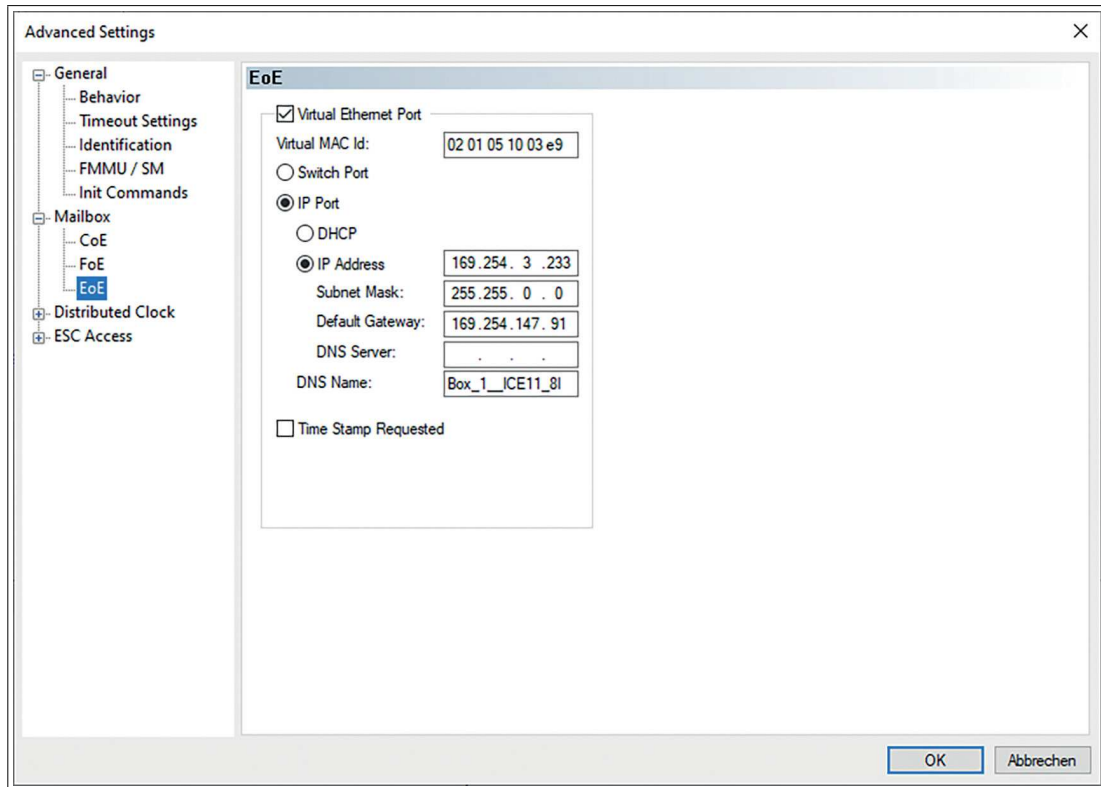 Advanced Settings
General
Behavior
Timeout Settings
Identification
FMMU / SM
Init Commands
Mailbox
CoE
FoE
EoE
Distributed Clock
ESC Access
EoE
Virtual Ethernet Port
Virtual MAC Id: 02 01 05 10 03 e9
Switch Port
IP Port
DHCP
IP Address 169.254. 3 .233
Subnet Mask: 255.255. 0 . 0
Default Gateway: 169.254.147. 91
DNS Server: . . .
DNS Name: Box_1__ICE11_8I
Time Stamp Requested
OK Abbrechen